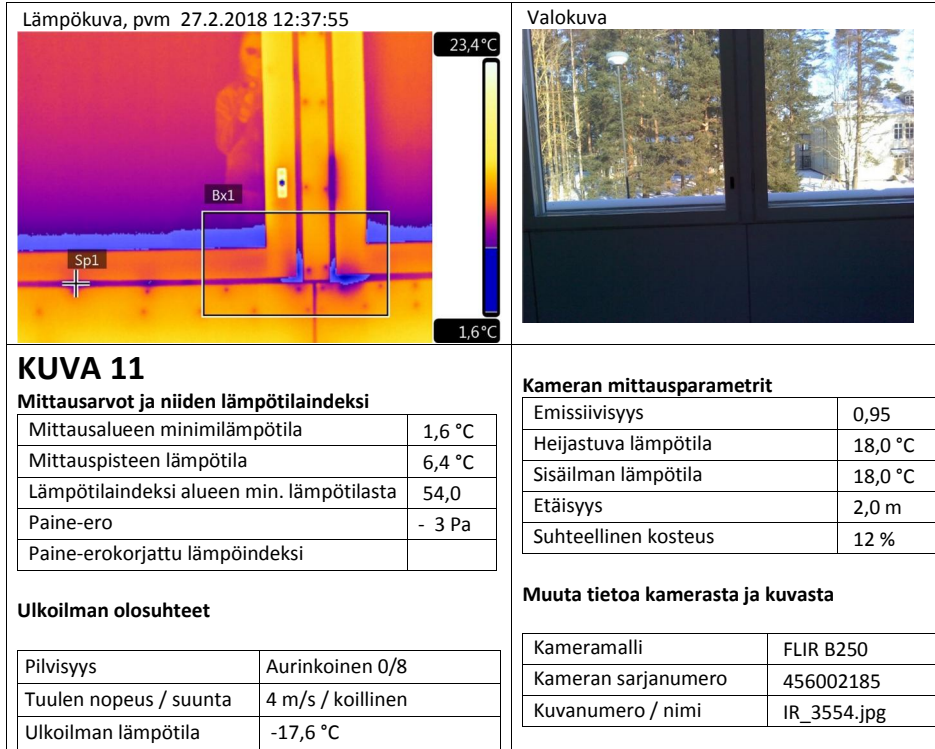 Lämpökuva, pvm 27.2.2018 12:37:55
23,4°C
Bx1
Sp1
1,6°C
Valokuva
KUVA 11
Mittausarvot ja niiden lämpötilaindeksi
Mittausalueen minimilämpötila 1,6 °C
Mittauspisteen lämpötila 6,4 °C
Lämpötilaindeksi alueen min. lämpötilasta 54,0
Paine-ero - 3 Pa
Paine-erokorjattu lämpöindeksi
Ulkoilman olosuhteet
Pilvisyys Aurinkoinen 0/8
Tuulen nopeus / suunta 4 m/s / koillinen
Ulkoilman lämpötila -17,6 °C
Kameran mittausparametrit
Emissiivisyys 0,95
Heijastuva lämpötila 18,0 °C
Sisäilman lämpötila 18,0 °C
Etäisyys 2,0 m
Suhteellinen kosteus 12 %
Muuta tietoa kamerasta ja kuvasta
Kameramalli FLIR B250
Kameran sarjanumero 456002185
Kuvanumero / nimi IR_3554.jpg